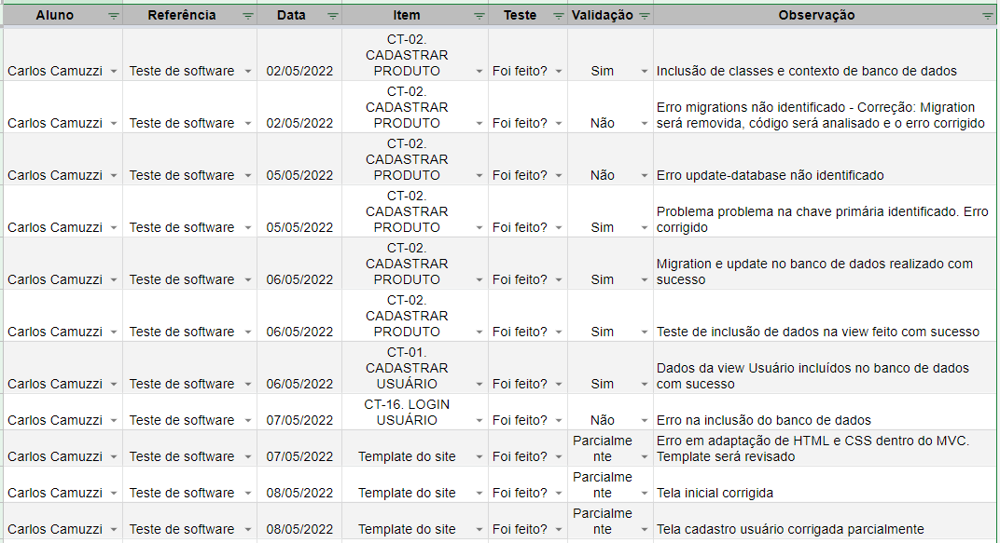 Aluno Referência Data Item Teste Validação Observação
CT-02.
CADASTRAR
Carlos Camuzzi Teste de software 02/05/2022 PRODUTO Foi feito? Sim Inclusão de classes e contexto de banco de dados
CT-02.
CADASTRAR Erro migrations não identificado - Correção: Migration
Carlos Camuzzi Teste de software 02/05/2022 PRODUTO Foi feito? Não será removida, código será analisado e o erro corrigido
CT-02.
CADASTRAR
Carlos Camuzzi Teste de software 05/05/2022 PRODUTO Foi feito? Não Erro update-database não identificado
CT-02.
CADASTRAR Problema problema na chave primária identificado. Erro
Carlos Camuzzi Teste de software 05/05/2022 PRODUTO Foi feito? Sim corrigido
CT-02.
CADASTRAR Migration e update no banco de dados realizado com
Carlos Camuzzi Teste de software 06/05/2022 PRODUTO Foi feito? Sim sucesso
CT-02.
CADASTRAR
Carlos Camuzzi Teste de software 06/05/2022 PRODUTO Foi feito? Sim Teste de inclusão de dados na view feito com sucesso
CT-01.
CADASTRAR Dados da view Usuário incluídos no banco de dados
Carlos Camuzzi Teste de software 06/05/2022 USUÁRIO Foi feito? Sim com sucesso
CT-16. LOGIN
Carlos Camuzzi Teste de software 07/05/2022 USUÁRIO Foi feito? Não Erro na inclusão do banco de dados
Parcialme Erro em adaptação de HTML e CSS dentro do MVC.
Carlos Camuzzi Teste de software 07/05/2022 Template do site Foi feito? nte Template será revisado
Parcialme
Carlos Camuzzi Teste de software 08/05/2022 Template do site Foi feito? nte Tela inicial corrigida
Parcialme
Carlos Camuzzi Teste de software 08/05/2022 Template do site Foi feito? nte Tela cadastro usuário corrigada parcialmente